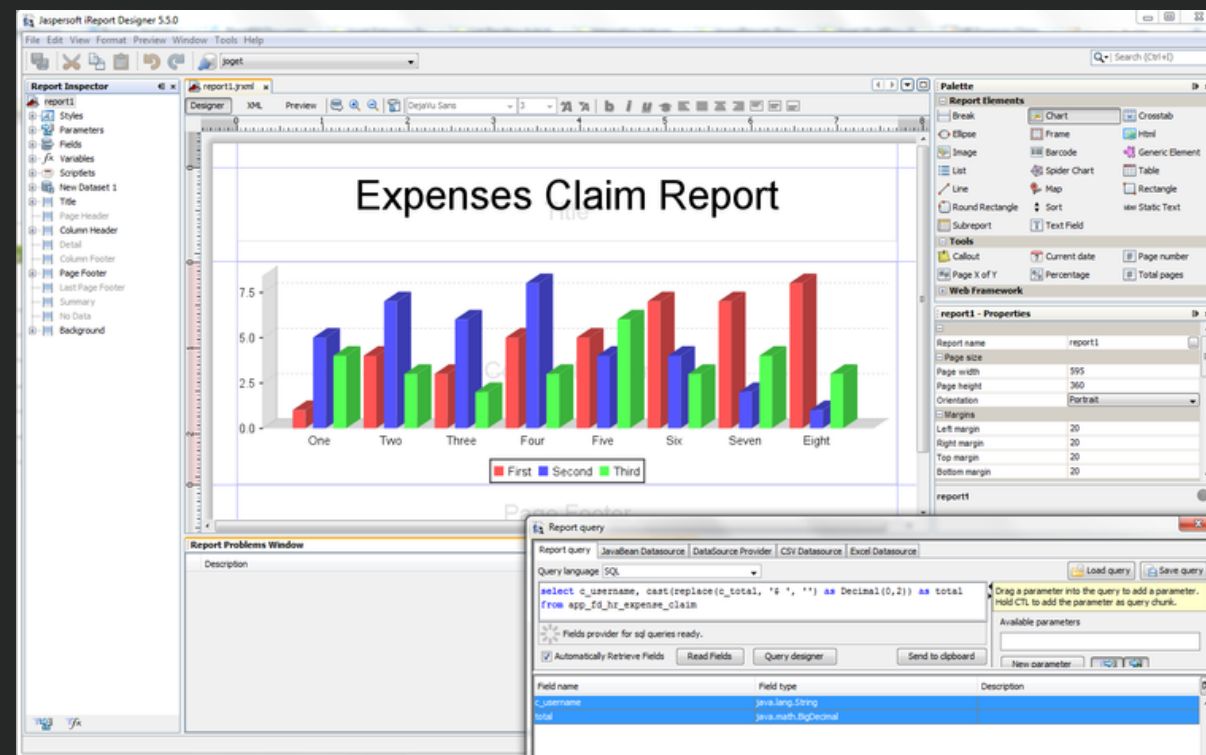 Jaspersoft iReport Designer 5.5.0
File Edit View Format Preview Window Tools Help
joget
Search (Ctrl+I)
Report Inspector
report1
Styles
Parameters
Fields
Variables
Scriptlets
New Dataset 1
Title
Page Header
Column Header
Detail
Column Footer
Page Footer
Last Page Footer
Summary
No Data
Background
report1.jrxml
Designer XML Preview DejaVu Sans 3
0 1 2 3 4 5 6 7 8
Expenses Claim Report
Title
7.5
5.0
2.5
0.0
One Two Three Four Five Six Seven Eight
First Second Third
Page Footer
Report Problems Window
Description
Palette
Report Elements
Break Chart Crosstab
Ellipse Frame Html
Image Barcode Generic Element
List Spider Chart Table
Line Map Rectangle
Round Rectangle Sort Static Text
Subreport Text Field
Tools
Callout Current date Page number
Page X of Y Percentage Total pages
Web Framework
report1 - Properties
Report name report1
Page size
Page width 595
Page height 360
Orientation Portrait
Margins
Left margin 20
Right margin 20
Top margin 20
Bottom margin 20
report1
Report query
Report query JavaBean Datasource DataSource Provider CSV Datasource Excel Datasource
Query language SQL
Load query Save query
select c_username, cast(replace(c_total, '$ ', '') as Decimal(0,2)) as total
from app_fd_hr_expense_claim
Drag a parameter into the query to add a parameter.
Hold CTL to add the parameter as query chunk.
Available parameters
Fields provider for sql queries ready.
Automatically Retrieve Fields Read Fields Query designer Send to clipboard
New parameter
Field name Field type Description
c_username java.lang.String
total java.math.BigDecimal